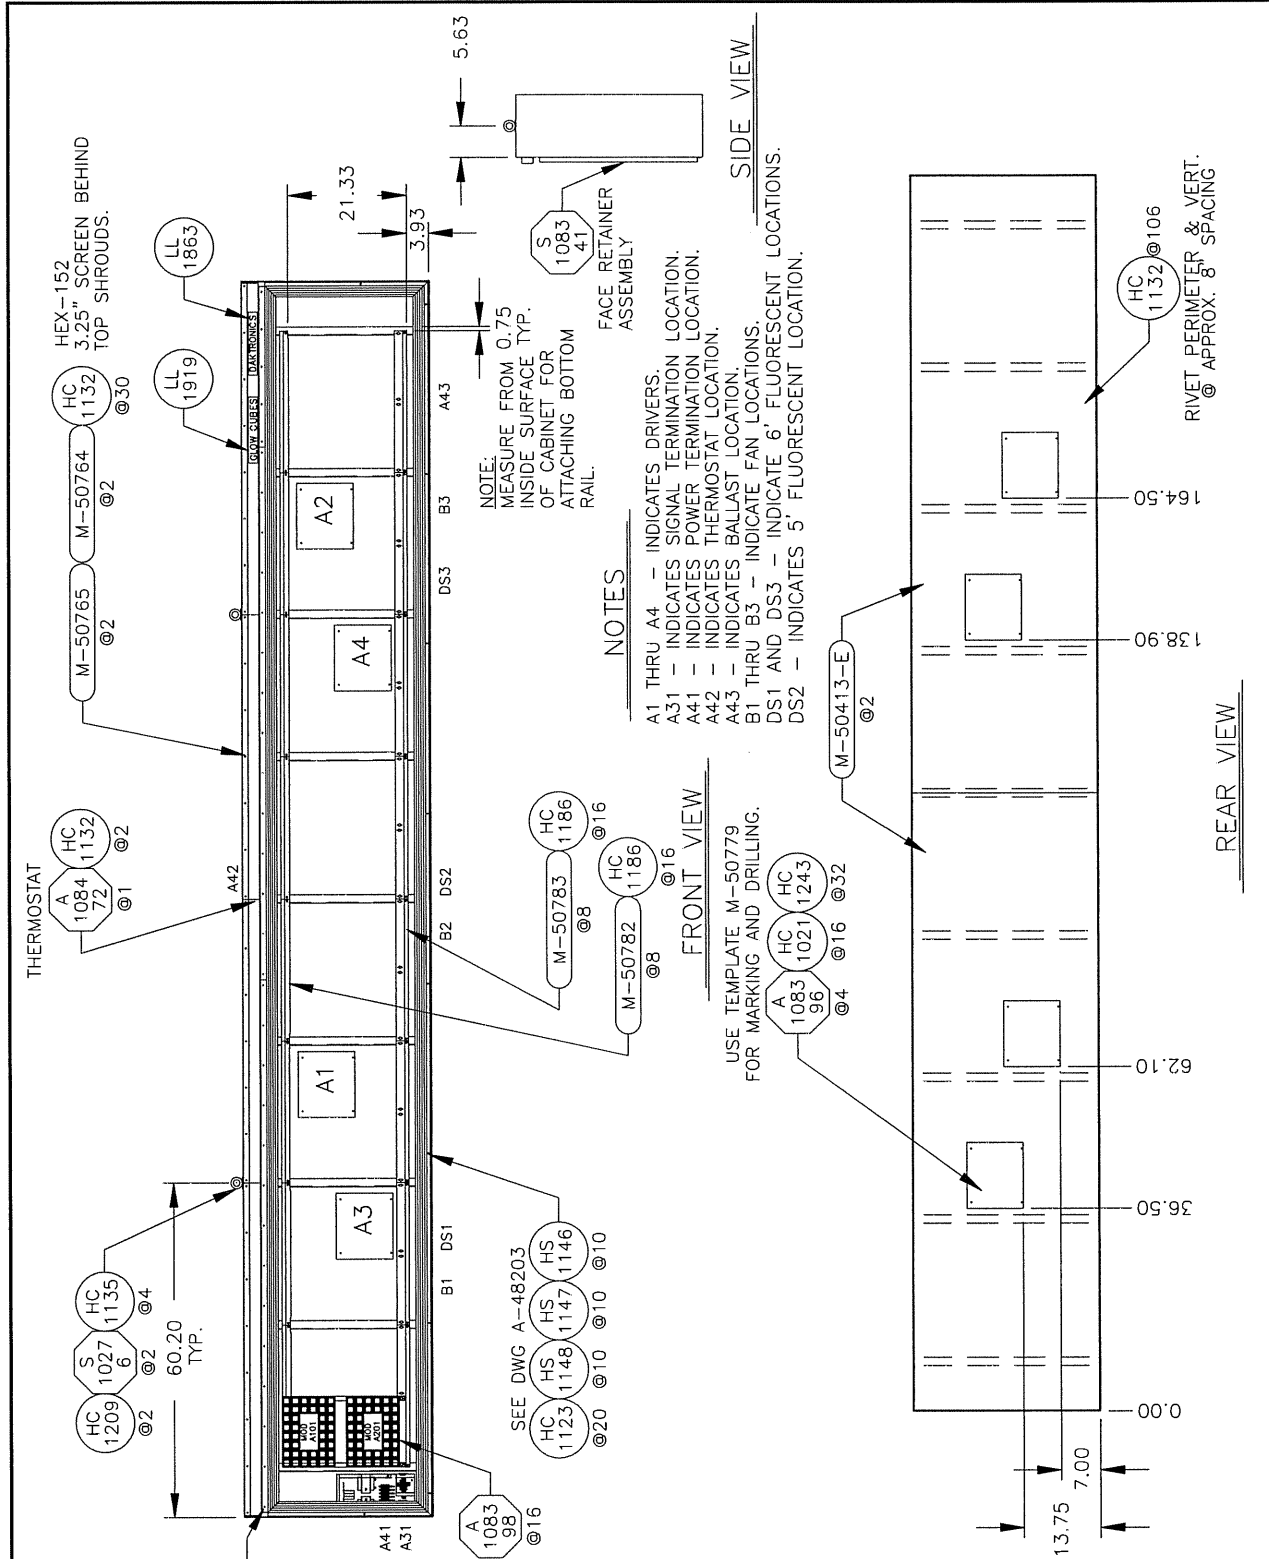 THERMOSTAT
A
1084
72
@1
HC
1132
@2
A42
HEX-152
3.25" SCREEN BEHIND
TOP SHROUDS.
M-50765
@2
M-50764
@2
HC
1132
@30
LL
1919
LL
1863
GLOW CUBES
DAKTRONICS
HC
1209
@2
S
1027
6
@2
HC
1135
@4
60.20
TYP.
MOD
A101
MOD
A201
A3
A1
A4
A2
21.33
3.93
A41
A31
B1
DS1
B2
DS2
DS3
B3
A43
A
1083
98
@16
SEE DWG A-48203
HC
1123
@20
HS
1148
@10
HS
1147
@10
HS
1146
@10
M-50783
@8
HC
1186
@16
M-50782
@8
HC
1186
@16
FRONT VIEW
NOTE:
MEASURE FROM 0.75
INSIDE SURFACE TYP.
OF CABINET FOR
ATTACHING BOTTOM
RAIL.
5.63
S
1083
41
FACE RETAINER
ASSEMBLY
SIDE VIEW
NOTES
A1 THRU A4 - INDICATES DRIVERS.
A31 - INDICATES SIGNAL TERMINATION LOCATION.
A41 - INDICATES POWER TERMINATION LOCATION.
A42 - INDICATES THERMOSTAT LOCATION.
A43 - INDICATES BALLAST LOCATION.
B1 THRU B3 - INDICATE FAN LOCATIONS.
DS1 AND DS3 - INDICATE 6' FLUORESCENT LOCATIONS.
DS2 - INDICATES 5' FLUORESCENT LOCATION.
USE TEMPLATE M-50779
FOR MARKING AND DRILLING.
A
1083
96
@4
HC
1021
@16
HC
1243
@32
M-50413-E
@2
HC
1132
@106
RIVET PERIMETER & VERT.
@ APPROX. 8" SPACING
13.75
7.00
0.00
36.50
62.10
138.90
164.50
REAR VIEW